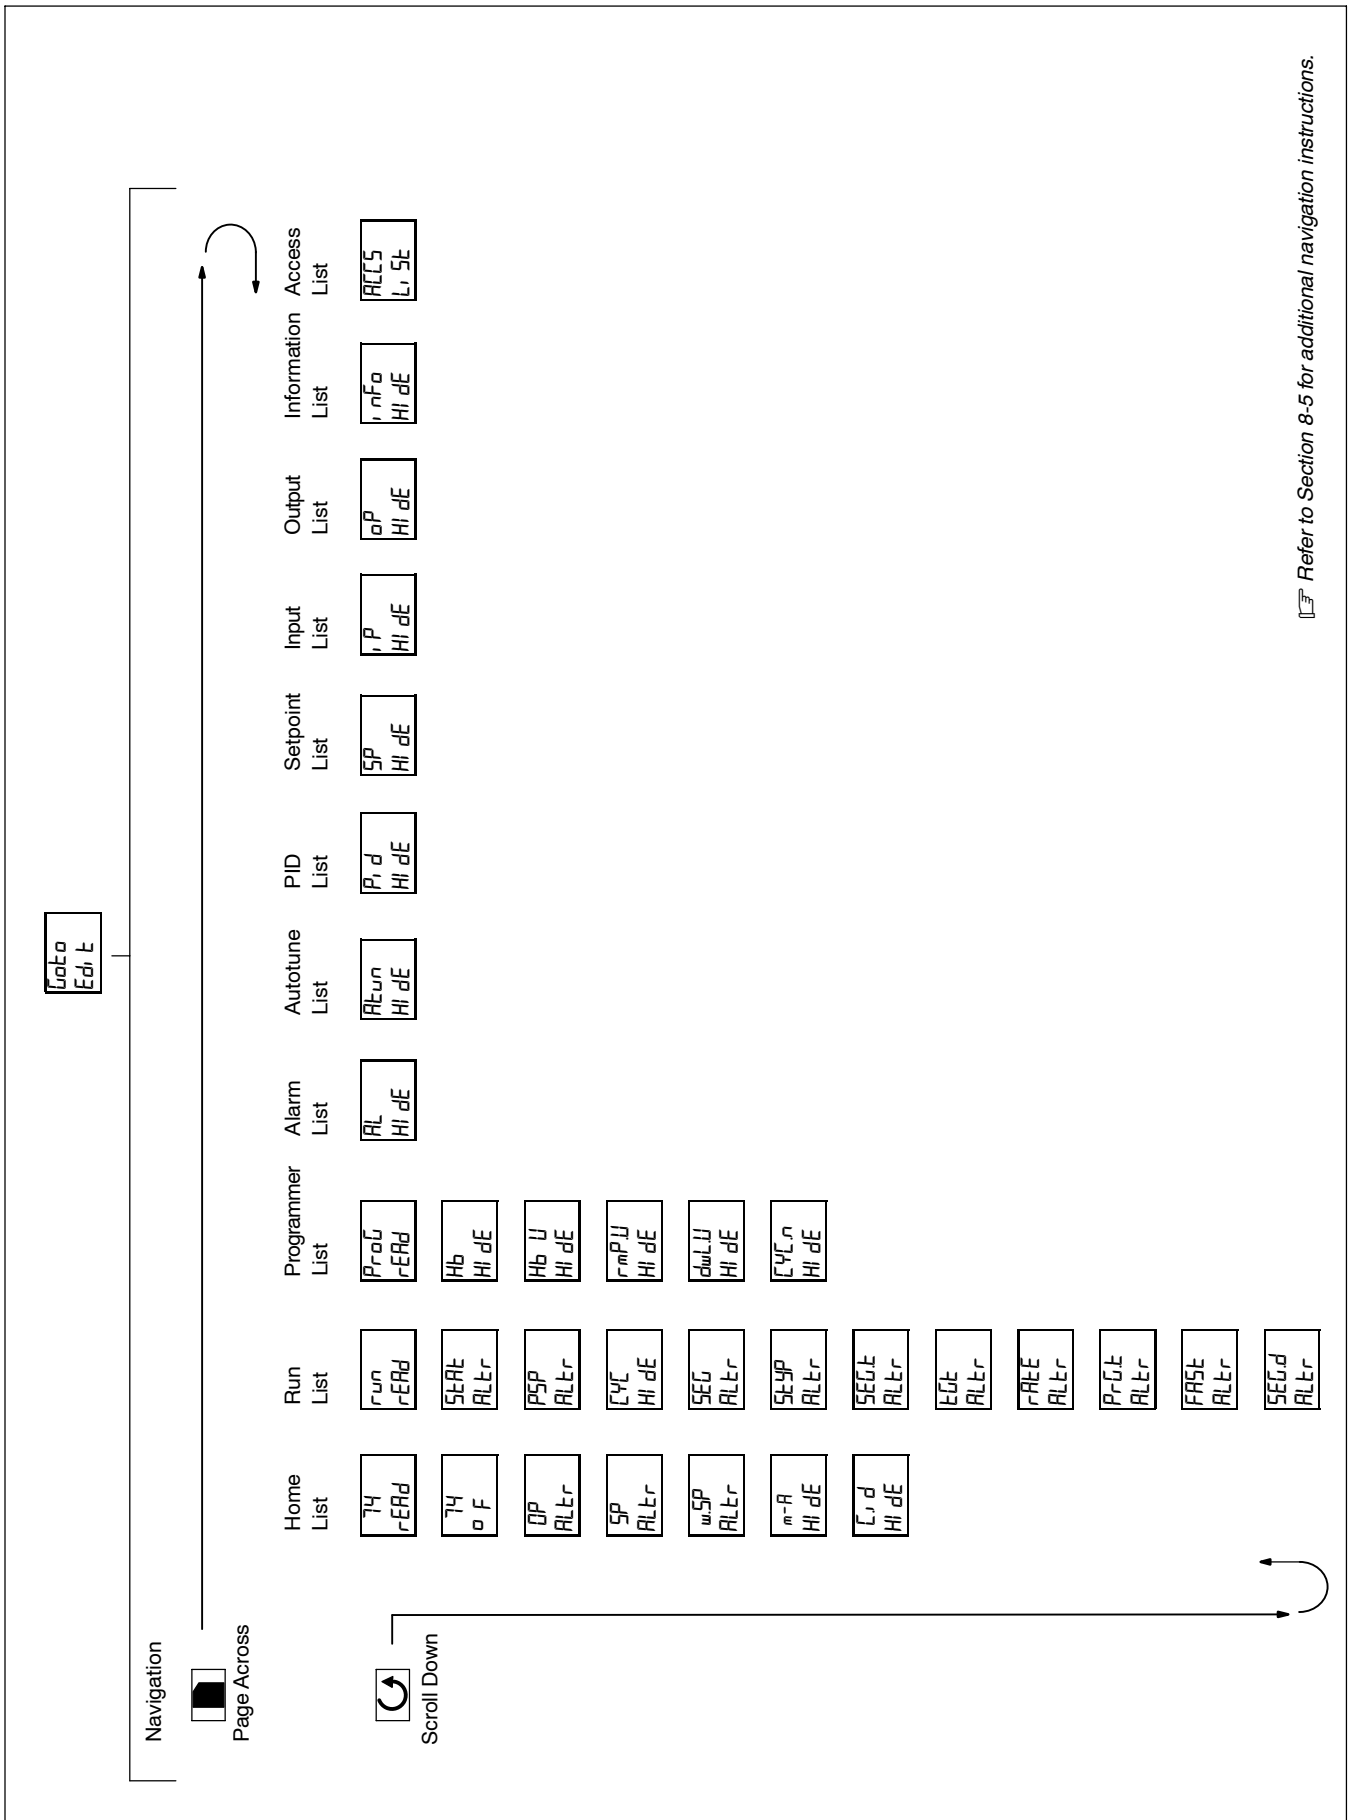 Goto
Edit
Navigation
Page Across
Scroll Down
Home
List
74
rEAd
74
o F
OP
ALtr
SP
ALtr
w.SP
ALtr
m-A
HIdE
C.id
HIdE
Run
List
run
rEAd
StAt
ALtr
PSP
ALtr
CYC
HIdE
SEG
ALtr
StYP
ALtr
SEG.t
ALtr
tGt
ALtr
rAtE
ALtr
PrG.t
ALtr
FASt
ALtr
SEG.d
ALtr
Programmer
List
ProG
rEAd
Hb
HIdE
Hb U
HIdE
rmP.U
HIdE
dwL.U
HIdE
CYC.n
HIdE
Alarm
List
AL
HIdE
Autotune
List
Atun
HIdE
PID
List
Pid
HIdE
Setpoint
List
SP
HIdE
Input
List
iP
HIdE
Output
List
oP
HIdE
Information
List
inFo
HIdE
Access
List
ACCS
LiSt
☞ Refer to Section 8-5 for additional navigation instructions.